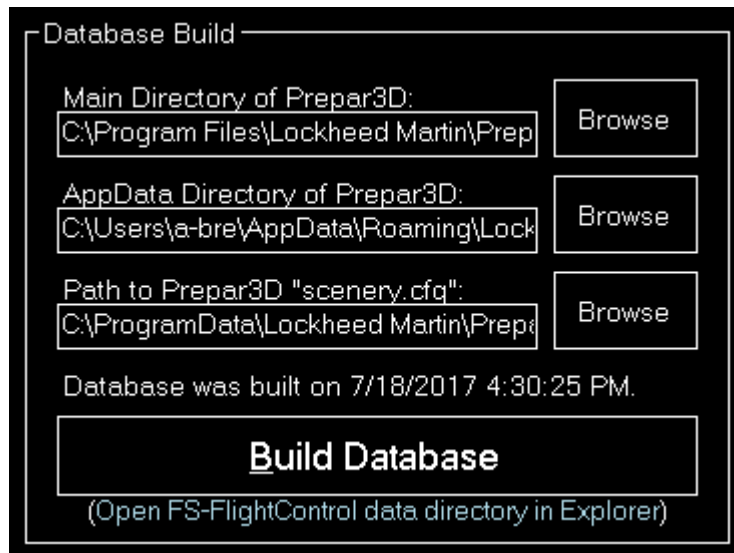 Database Build
Main Directory of Prepar3D:
C:\Program Files\Lockheed Martin\Prep
Browse
AppData Directory of Prepar3D:
C:\Users\a-bre\AppData\Roaming\Lock
Browse
Path to Prepar3D "scenery.cfg":
C:\ProgramData\Lockheed Martin\Prepa
Browse
Database was built on 7/18/2017 4:30:25 PM.
Build Database
(Open FS-FlightControl data directory in Explorer)